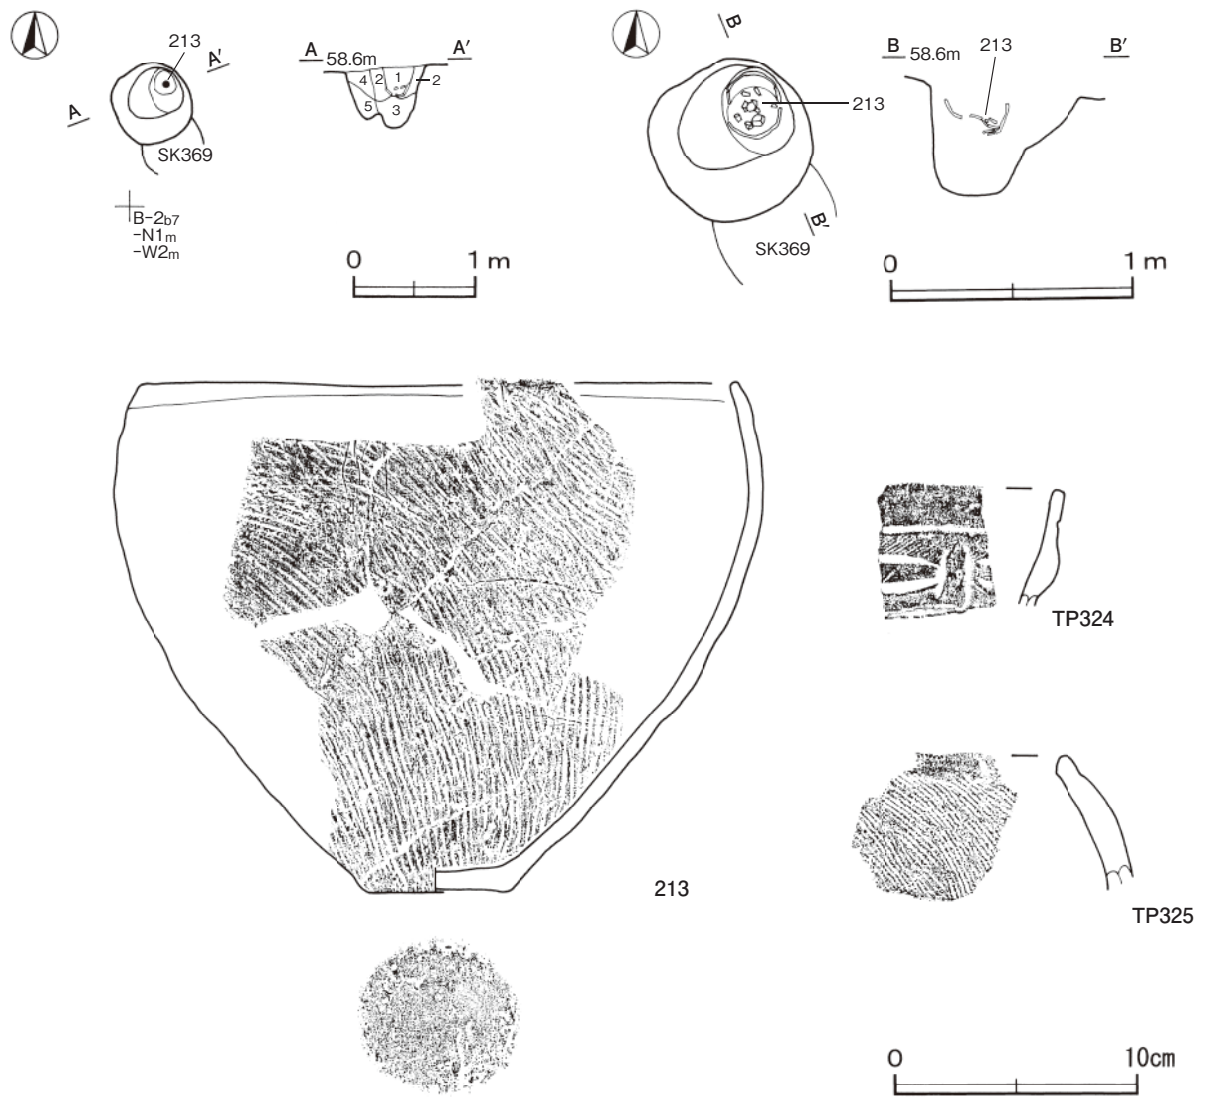 213
A
A′
SK369
B-2b7
-N1m
-W2m
A 58.6m A′
4 2 1 2
5 3
0 1m
B
213
B′
SK369
B 58.6m 213 B′
0 1m
213
TP324
TP325
0 10cm